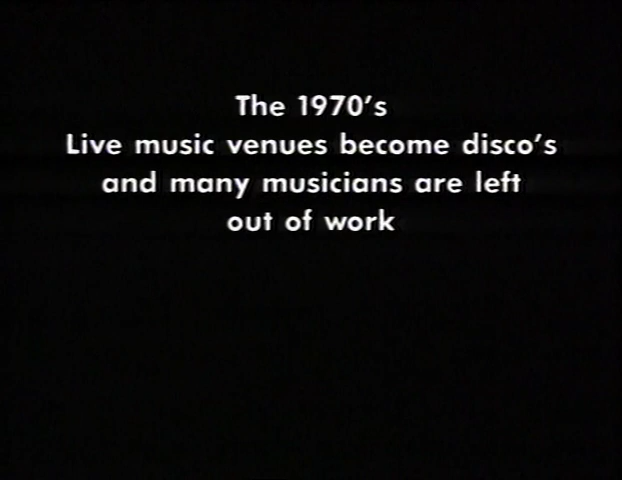 The 1970's
Live music venues become disco's
and many musicians are left
out of work